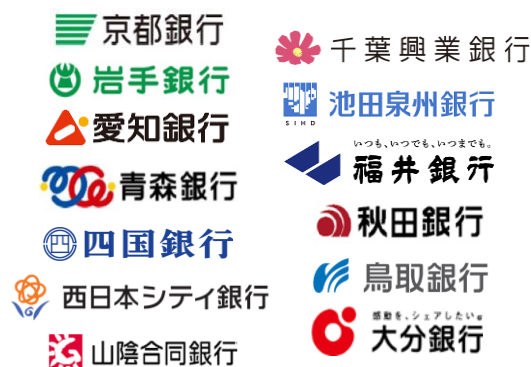 京都銀行
岩手銀行
愛知銀行
青森銀行
四国銀行
西日本シティ銀行
山陰合同銀行
千葉興業銀行
SIHD
池田泉州銀行
いつも、いつでも、いつまでも。
福井銀行
秋田銀行
鳥取銀行
感動を、シェアしたい。
大分銀行